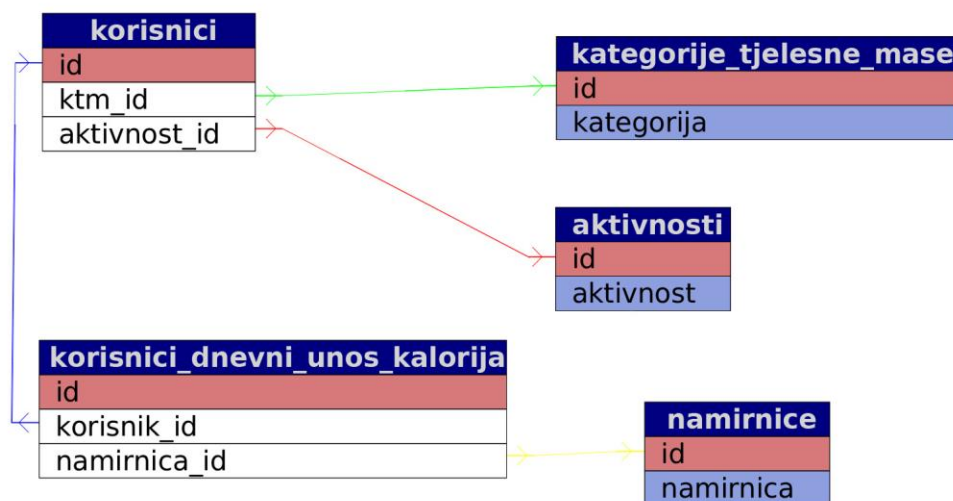 korisnici
id
ktm_id
aktivnost_id
kategorije_tjelesne_mase
id
kategorija
aktivnosti
id
aktivnost
korisnici_dnevni_unos_kalorija
id
korisnik_id
namirnica_id
namirnice
id
namirnica